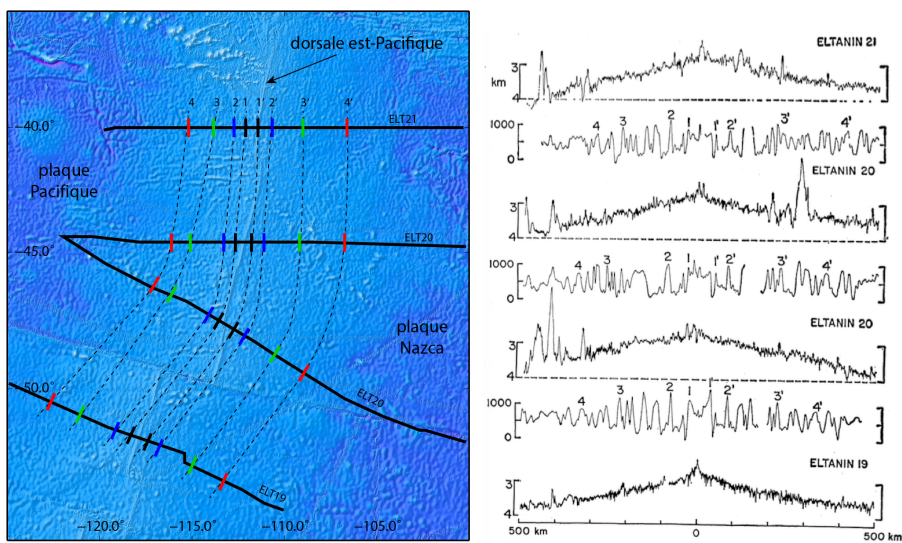 dorsale est-Pacifique
4 3 2 1 1' 2' 3' 4'
ELT21
−40.0°
plaque
Pacifique
ELT20
−45.0°
plaque
Nazca
−50.0°
ELT20
ELT19
−120.0° −115.0° −110.0° −105.0°
ELTANIN 21
km
3
4
1000
0
4 3 2 1 1' 2' 3' 4'
ELTANIN 20
3
4
1000
0
4 3 2 1 1' 2' 3' 4'
ELTANIN 20
3
4
1000
0
4 3 2 1 2' 3' 4'
ELTANIN 19
3
4
500 km 0 500 km